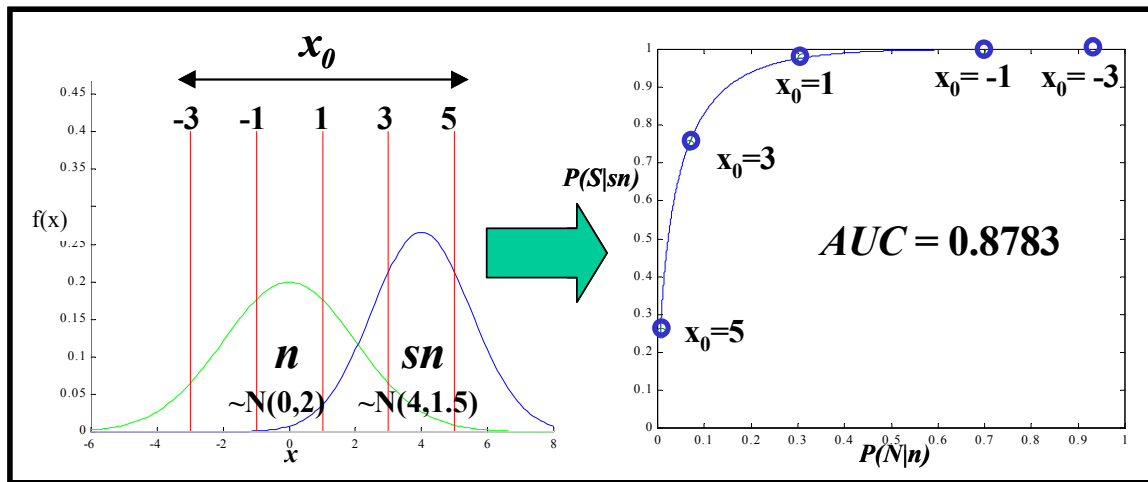 x0
0.45
0.4
0.35
0.3
f(x)
0.25
0.2
0.15
0.1
0.05
0
-3 -1 1 3 5
n
~N(0,2)
sn
~N(4,1.5)
-6 -4 -2 0 2 4 6 8
x
P(S|sn)
1
0.9
0.8
0.7
0.6
0.5
0.4
0.3
0.2
0.1
0
x0=1
x0= -1
x0= -3
x0=3
AUC = 0.8783
x0=5
0 0.1 0.2 0.3 0.4 0.5 0.6 0.7 0.8 0.9 1
P(N|n)